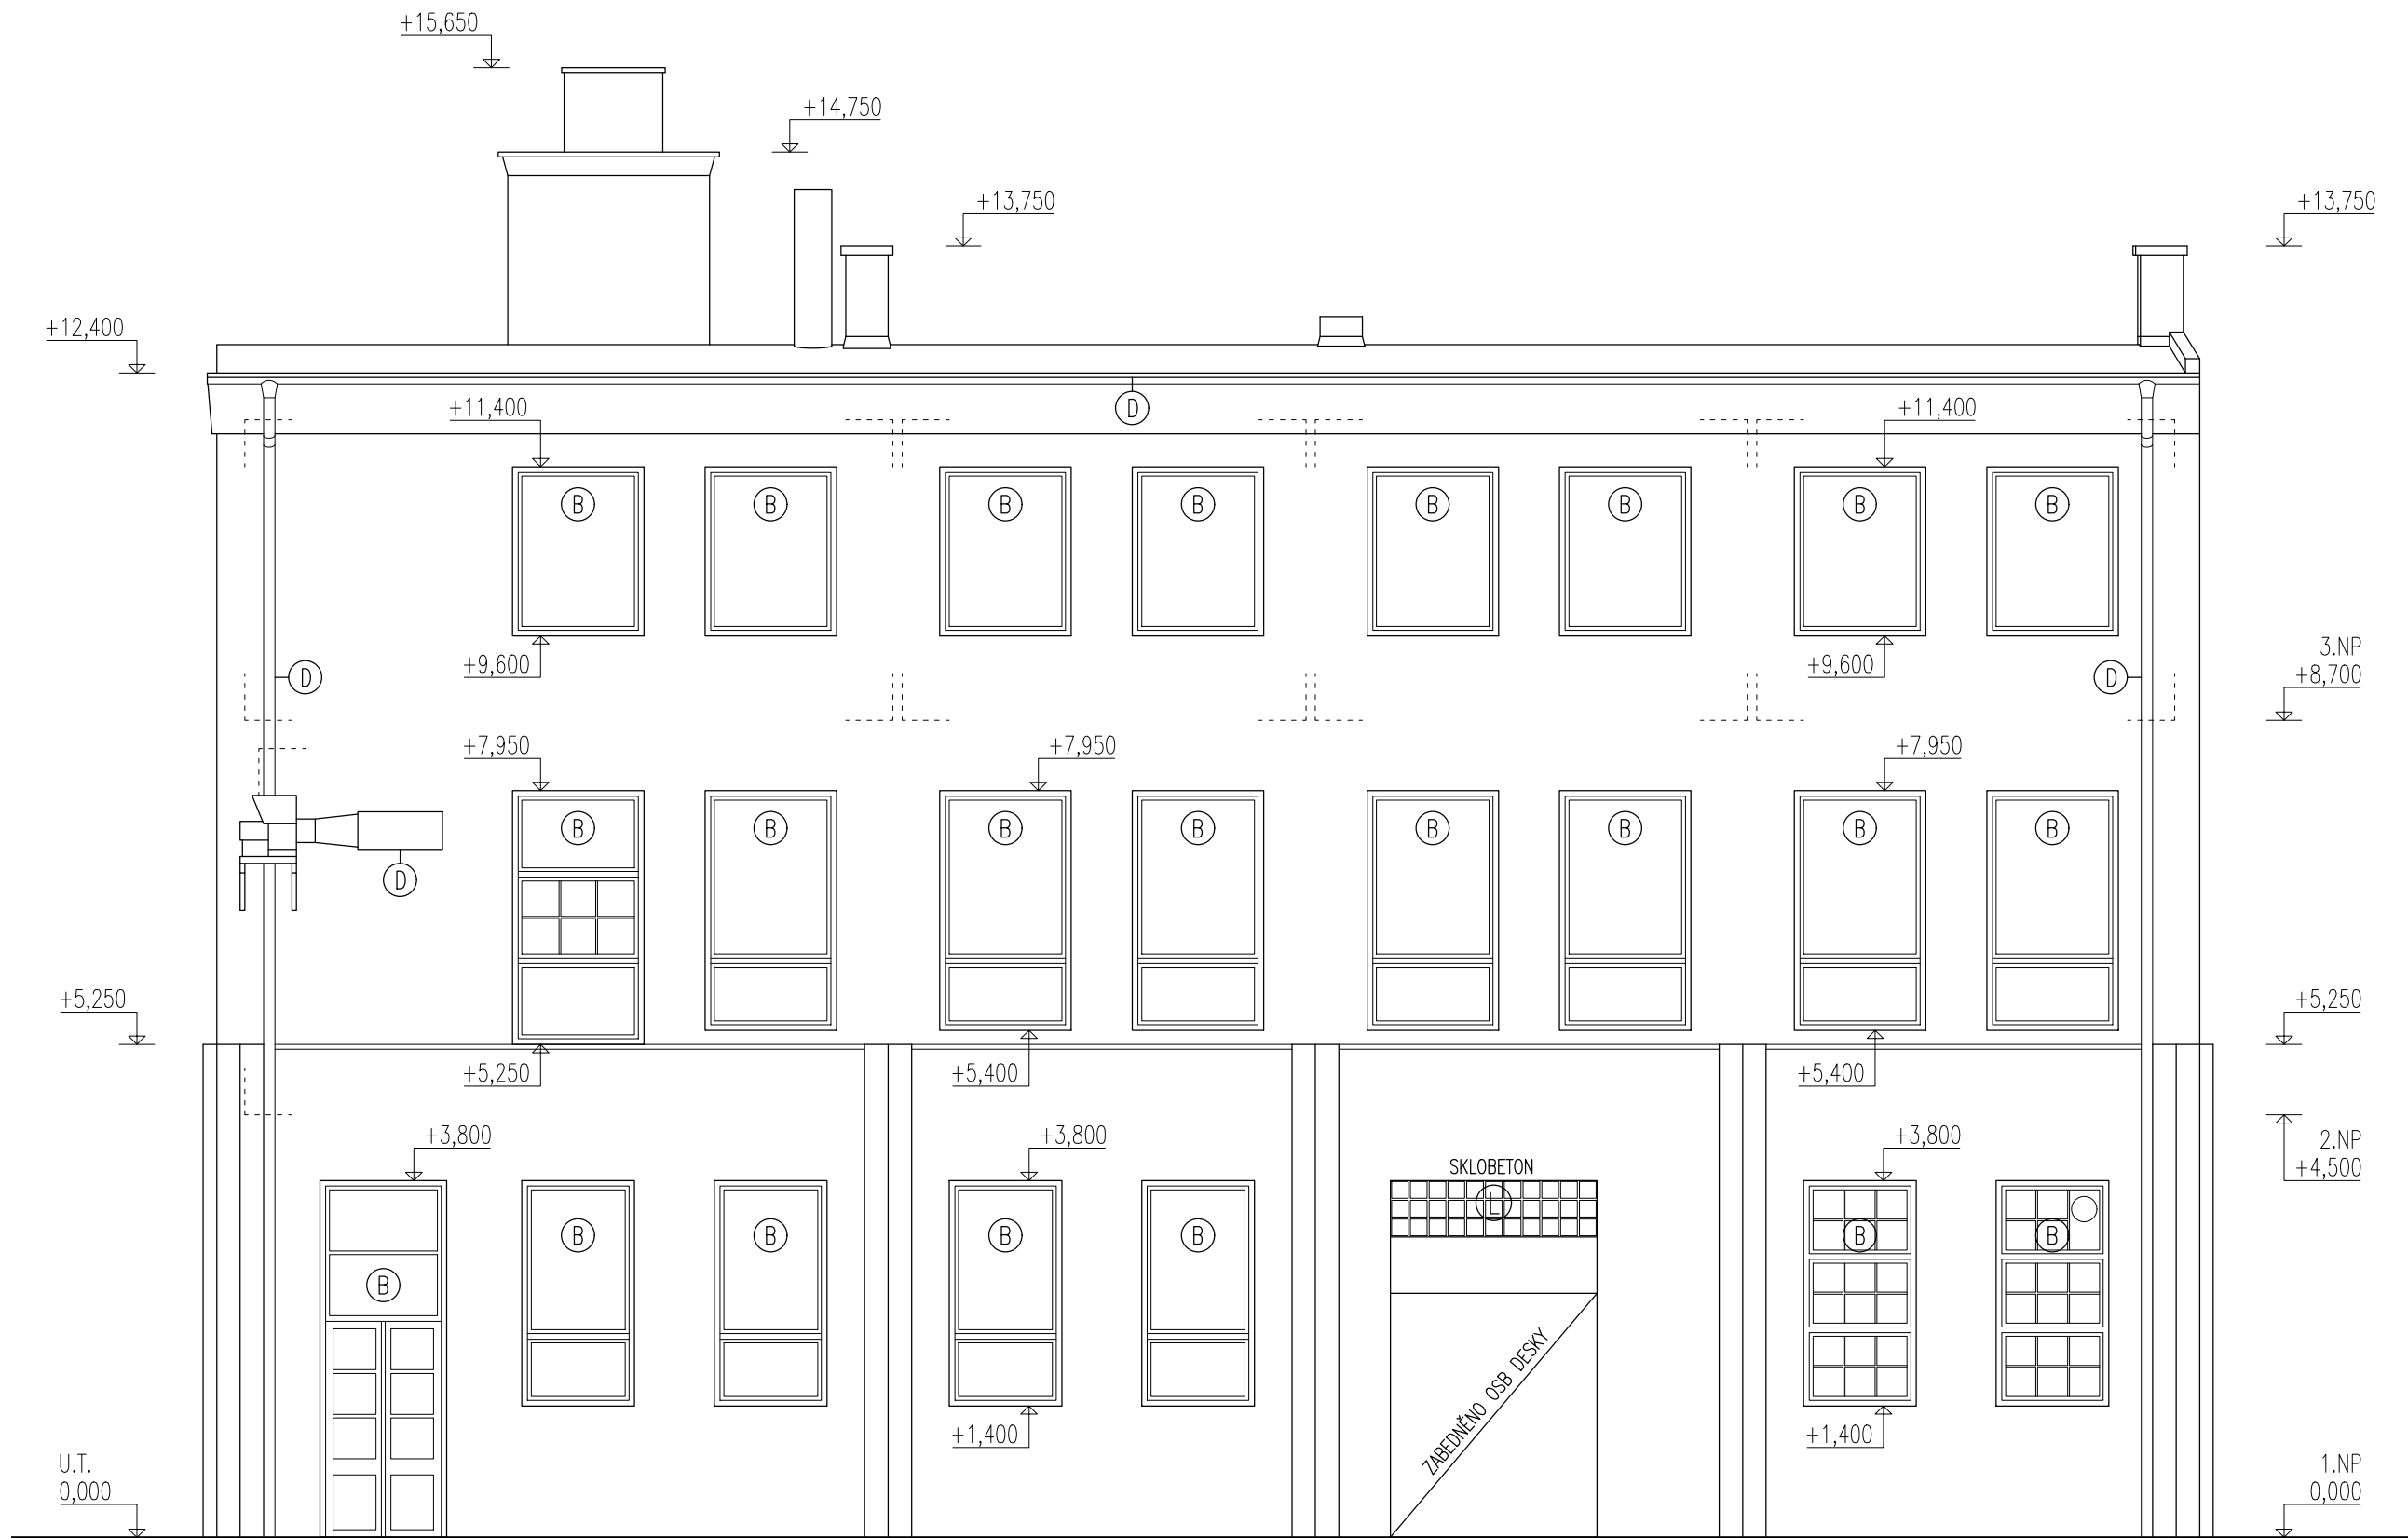 +15,650
+14,750
+13,750
+13,750
+12,400
+11,400
D
+11,400
B
B
B
B
B
B
B
B
+9,600
D
+9,600
D
3.NP
+8,700
+7,950
+7,950
+7,950
B
B
B
B
B
B
B
B
D
+5,250
+5,250
+5,250
+5,400
+5,400
+3,800
+3,800
+3,800
2.NP
+4,500
SKLOBETON
L
B
B
B
B
B
B
B
ZABEDNĚNO OSB DESKY
+1,400
+1,400
U.T.
0,000
1.NP
0,000